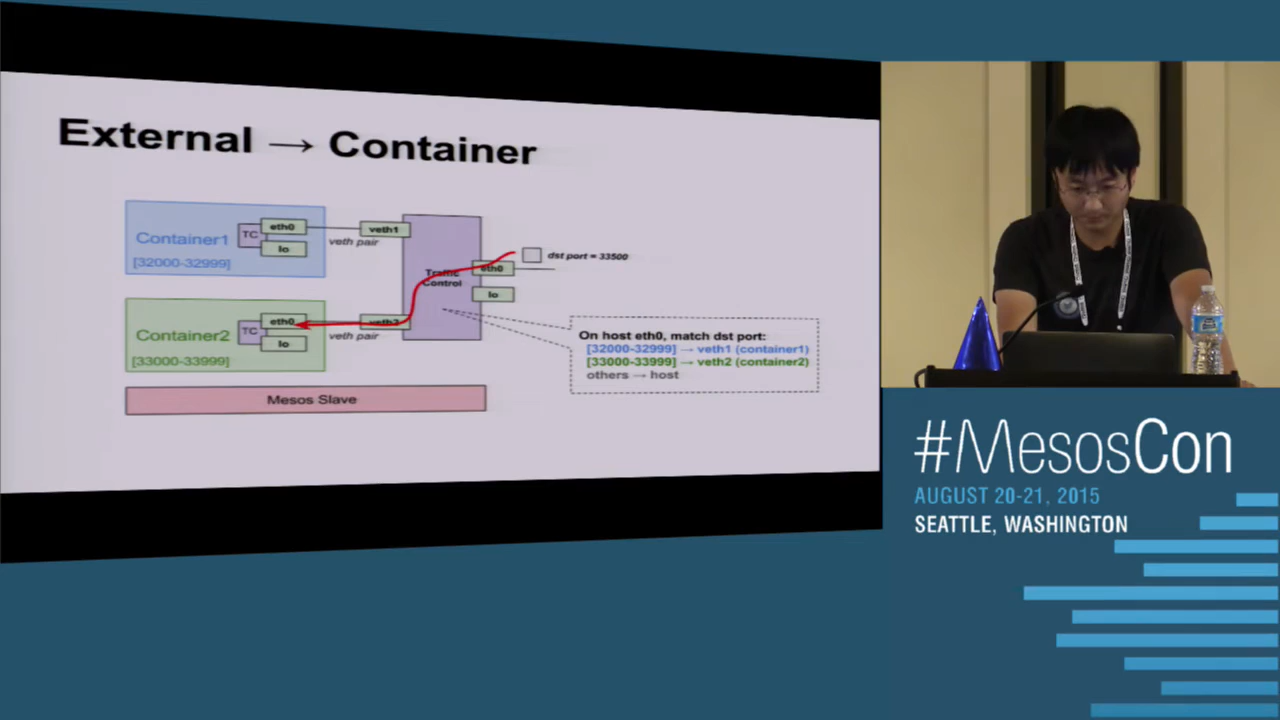 External → Container
Container1
[32000-32999]
TC
eth0
lo
veth pair
veth1
Traffic
Control
eth0
lo
dst port = 33500
Container2
[33000-33999]
TC
eth0
lo
veth pair
veth2
On host eth0, match dst port:
[32000-32999] → veth1 (container1)
[33000-33999] → veth2 (container2)
others → host
Mesos Slave
#MesosCon
AUGUST 20-21, 2015
SEATTLE, WASHINGTON